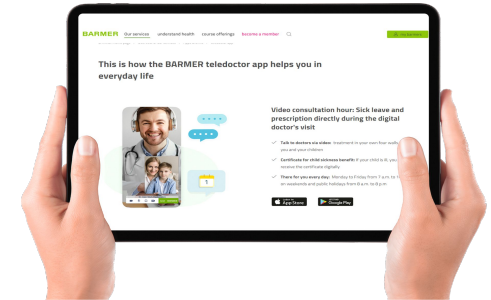 BARMER
Our services understand health course offerings become a member
This is how the BARMER teledoctor app helps you in
everyday life
Video consultation hour: Sick leave and
prescription directly during the digital
doctor's visit
Talk to doctors via video: treatment in your own four walls
you and your children
Certificate for child sickness benefit: If your child is ill, you
receive the certificate digitally.
There for you every day: Monday to Friday from 7 a.m. to
on weekends and public holidays from 8 a.m. to 8 p.m.
1
App Store
Google Play